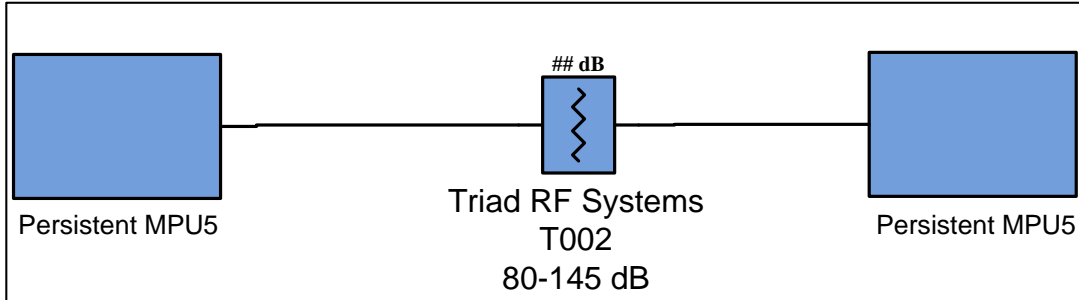 ## dB
Persistent MPU5
Triad RF Systems
T002
80-145 dB
Persistent MPU5